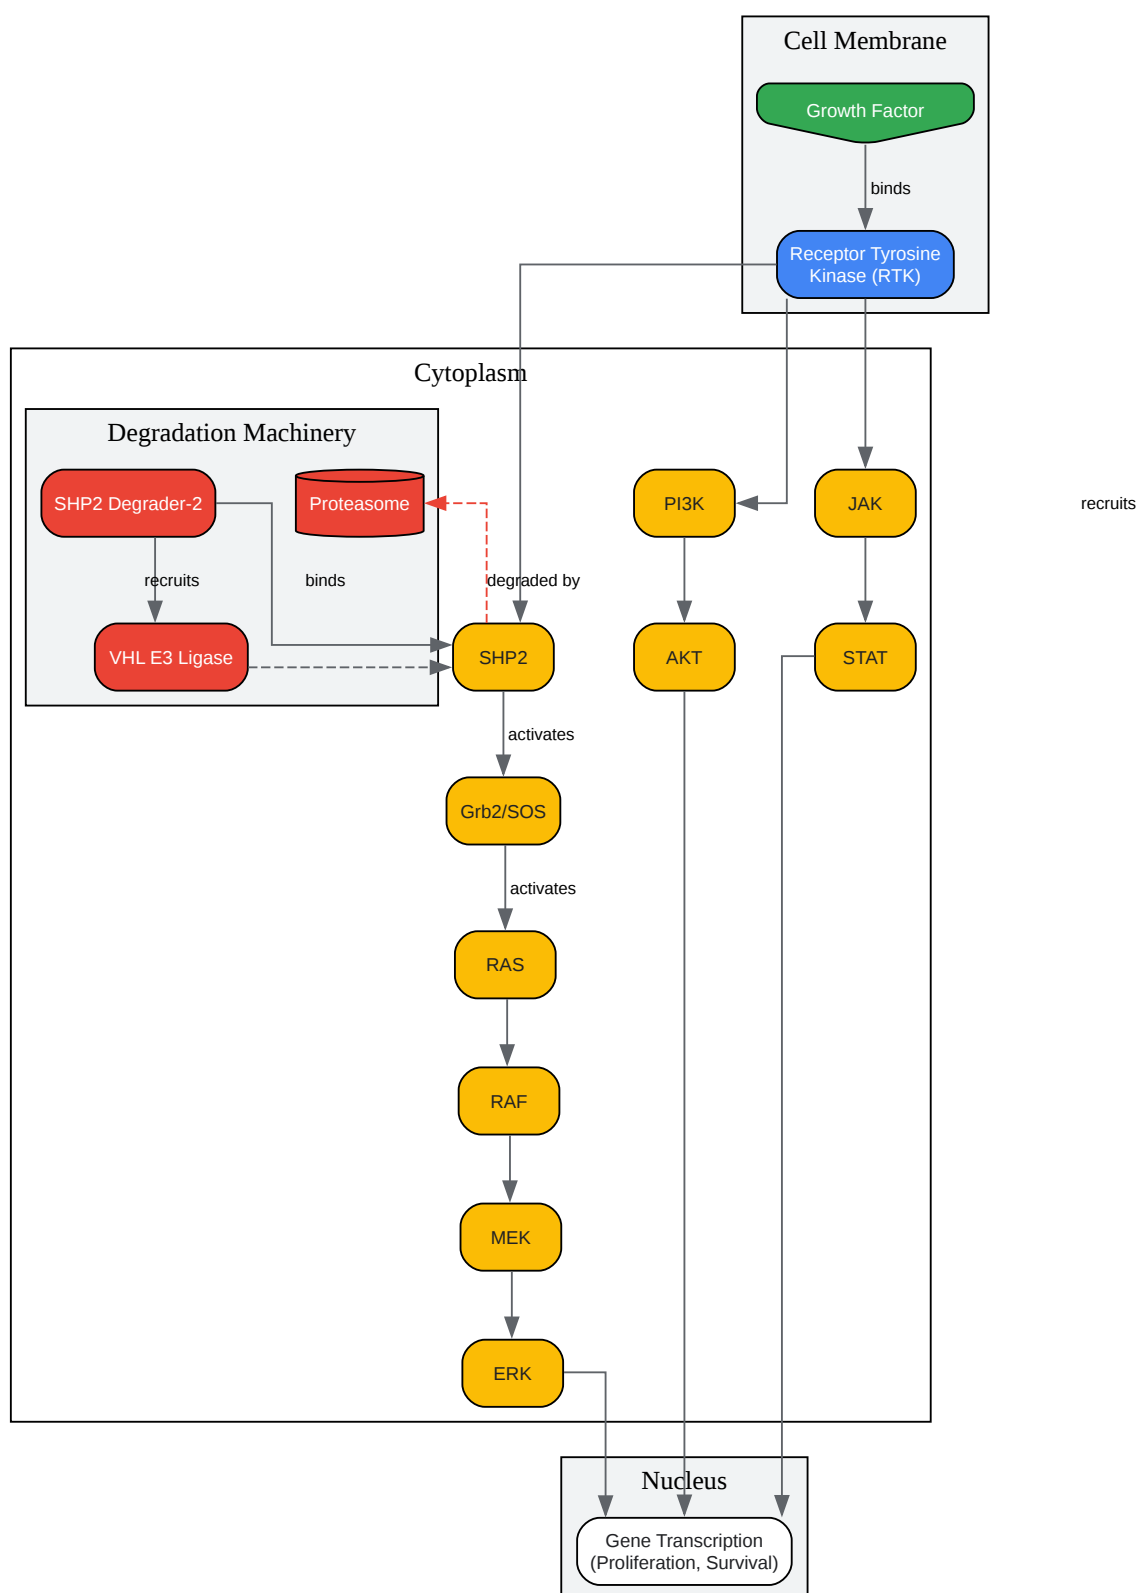 Cell Membrane
Growth Factor
binds
Receptor Tyrosine
Kinase (RTK)
Cytoplasm
Degradation Machinery
SHP2 Degrader-2
Proteasome
PI3K
JAK
recruits
recruits
binds
degraded by
VHL E3 Ligase
SHP2
AKT
STAT
activates
Grb2/SOS
activates
RAS
RAF
MEK
ERK
Nucleus
Gene Transcription
(Proliferation, Survival)